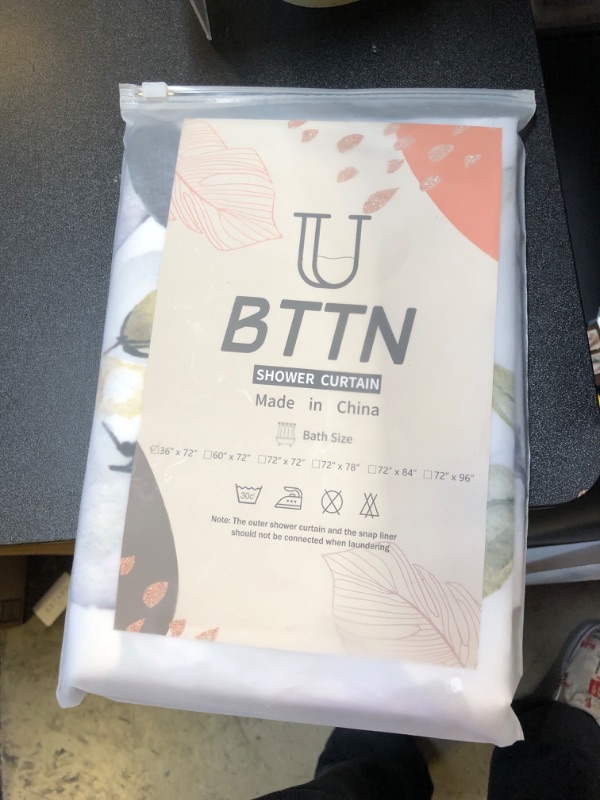 BTTN
SHOWER CURTAIN
Made in China
Bath Size
☑36" x 72" ☐60" x 72" ☐72" x 72" ☐72" x 78" ☐72" x 84" ☐72" x 96"
30c
Note: The outer shower curtain and the snap liner
should not be connected when laundering